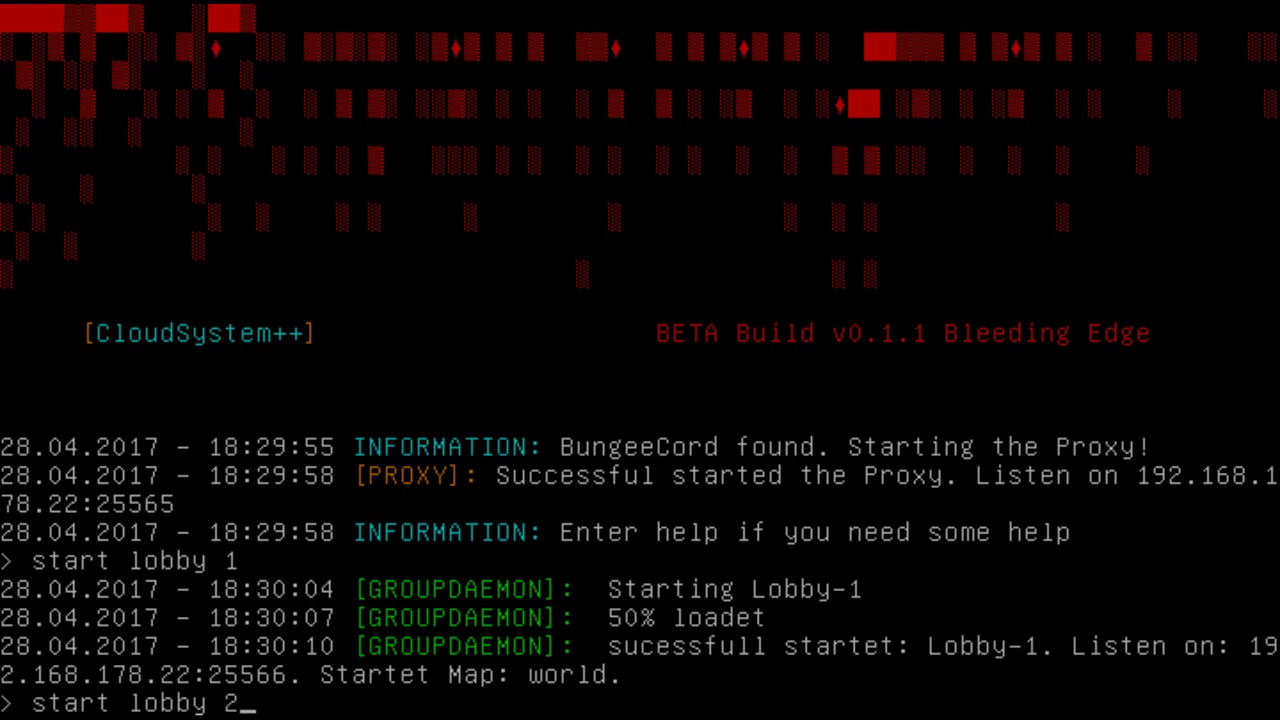 [CloudSystem++] BETA Build v0.1.1 Bleeding Edge
28.04.2017 - 18:29:55 INFORMATION: BungeeCord found. Starting the Proxy!
28.04.2017 - 18:29:58 [PROXY]: Successful started the Proxy. Listen on 192.168.1
78.22:25565
28.04.2017 - 18:29:58 INFORMATION: Enter help if you need some help
> start lobby 1
28.04.2017 - 18:30:04 [GROUPDAEMON]:  Starting Lobby-1
28.04.2017 - 18:30:07 [GROUPDAEMON]:  50% loadet
28.04.2017 - 18:30:10 [GROUPDAEMON]:  sucessfull startet: Lobby-1. Listen on: 19
2.168.178.22:25566. Startet Map: world.
> start lobby 2_